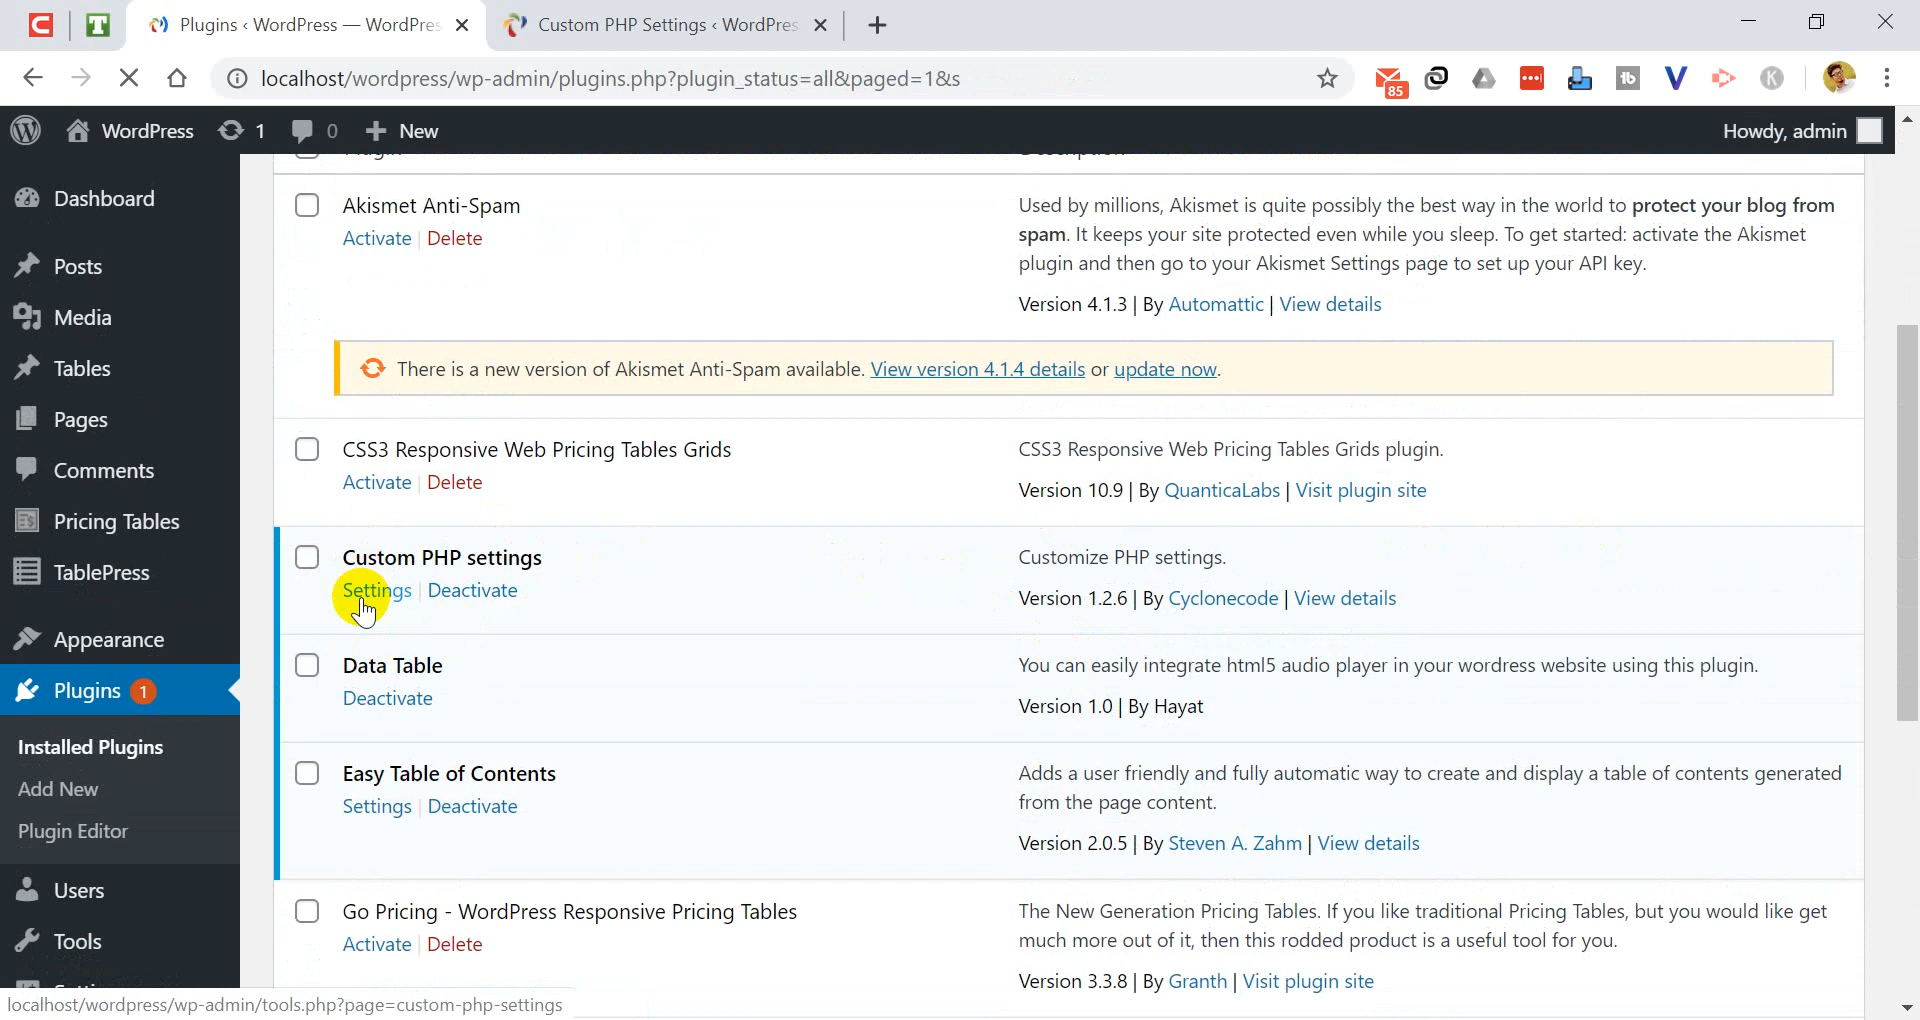 Plugins ‹ WordPress — WordPres
Custom PHP Settings ‹ WordPres
localhost/wordpress/wp-admin/plugins.php?plugin_status=all&paged=1&s
85
WordPress 1 0 New
Howdy, admin
Dashboard
Posts
Media
Tables
Pages
Comments
Pricing Tables
TablePress
Appearance
Plugins 1
Installed Plugins
Add New
Plugin Editor
Users
Tools
Akismet Anti-Spam
Activate | Delete
Used by millions, Akismet is quite possibly the best way in the world to protect your blog from
spam. It keeps your site protected even while you sleep. To get started: activate the Akismet
plugin and then go to your Akismet Settings page to set up your API key.
Version 4.1.3 | By Automattic | View details
There is a new version of Akismet Anti-Spam available. View version 4.1.4 details or update now.
CSS3 Responsive Web Pricing Tables Grids
Activate | Delete
CSS3 Responsive Web Pricing Tables Grids plugin.
Version 10.9 | By QuanticaLabs | Visit plugin site
Custom PHP settings
Settings | Deactivate
Customize PHP settings.
Version 1.2.6 | By Cyclonecode | View details
Data Table
Deactivate
You can easily integrate html5 audio player in your wordress website using this plugin.
Version 1.0 | By Hayat
Easy Table of Contents
Settings | Deactivate
Adds a user friendly and fully automatic way to create and display a table of contents generated
from the page content.
Version 2.0.5 | By Steven A. Zahm | View details
Go Pricing - WordPress Responsive Pricing Tables
Activate | Delete
The New Generation Pricing Tables. If you like traditional Pricing Tables, but you would like get
much more out of it, then this rodded product is a useful tool for you.
Version 3.3.8 | By Granth | Visit plugin site
localhost/wordpress/wp-admin/tools.php?page=custom-php-settings